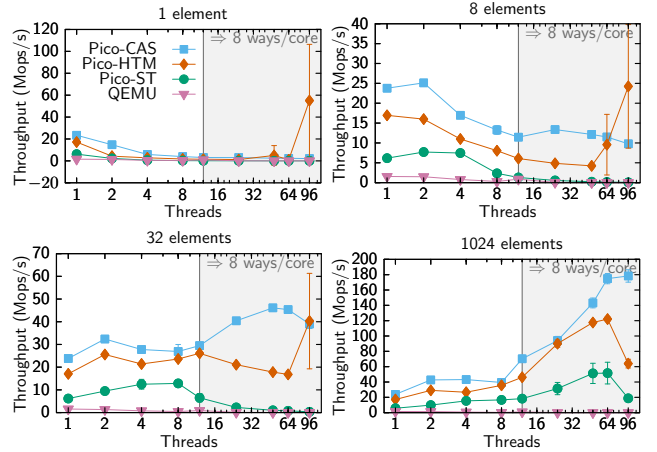 1 element
Throughput (Mops/s)
120
100
80
60
40
20
0
−20
Pico-CAS
Pico-HTM
Pico-ST
QEMU
⇒ 8 ways/core
1 2 4 8 16 32 64 96
Threads
8 elements
Throughput (Mops/s)
40
35
30
25
20
15
10
5
0
⇒ 8 ways/core
1 2 4 8 16 32 64 96
Threads
32 elements
Throughput (Mops/s)
70
60
50
40
30
20
10
0
⇒ 8 ways/core
1 2 4 8 16 32 64 96
Threads
1024 elements
Throughput (Mops/s)
200
180
160
140
120
100
80
60
40
20
0
⇒ 8 ways/core
1 2 4 8 16 32 64 96
Threads